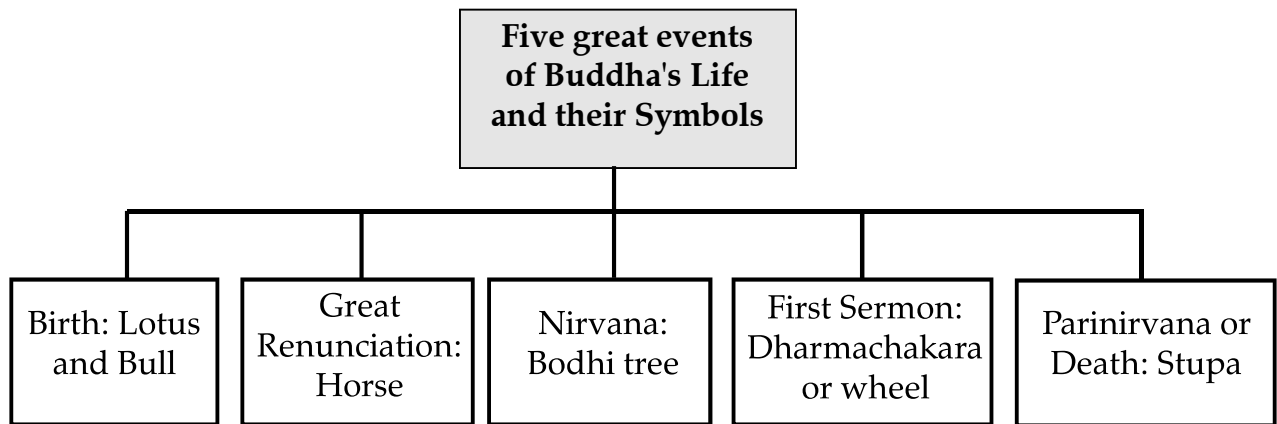 Five great events
of Buddha's Life
and their Symbols
Birth: Lotus
and Bull
Great
Renunciation:
Horse
Nirvana:
Bodhi tree
First Sermon:
Dharmachakara
or wheel
Parinirvana or
Death: Stupa